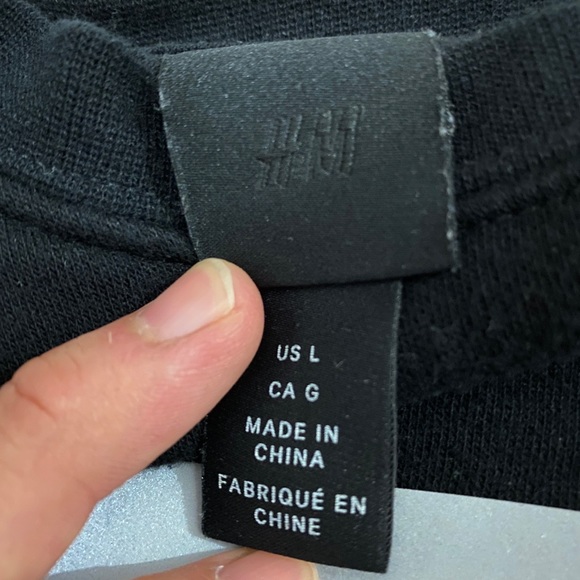 H&M
US L
CA G
MADE IN
CHINA
FABRIQUÉ EN
CHINE